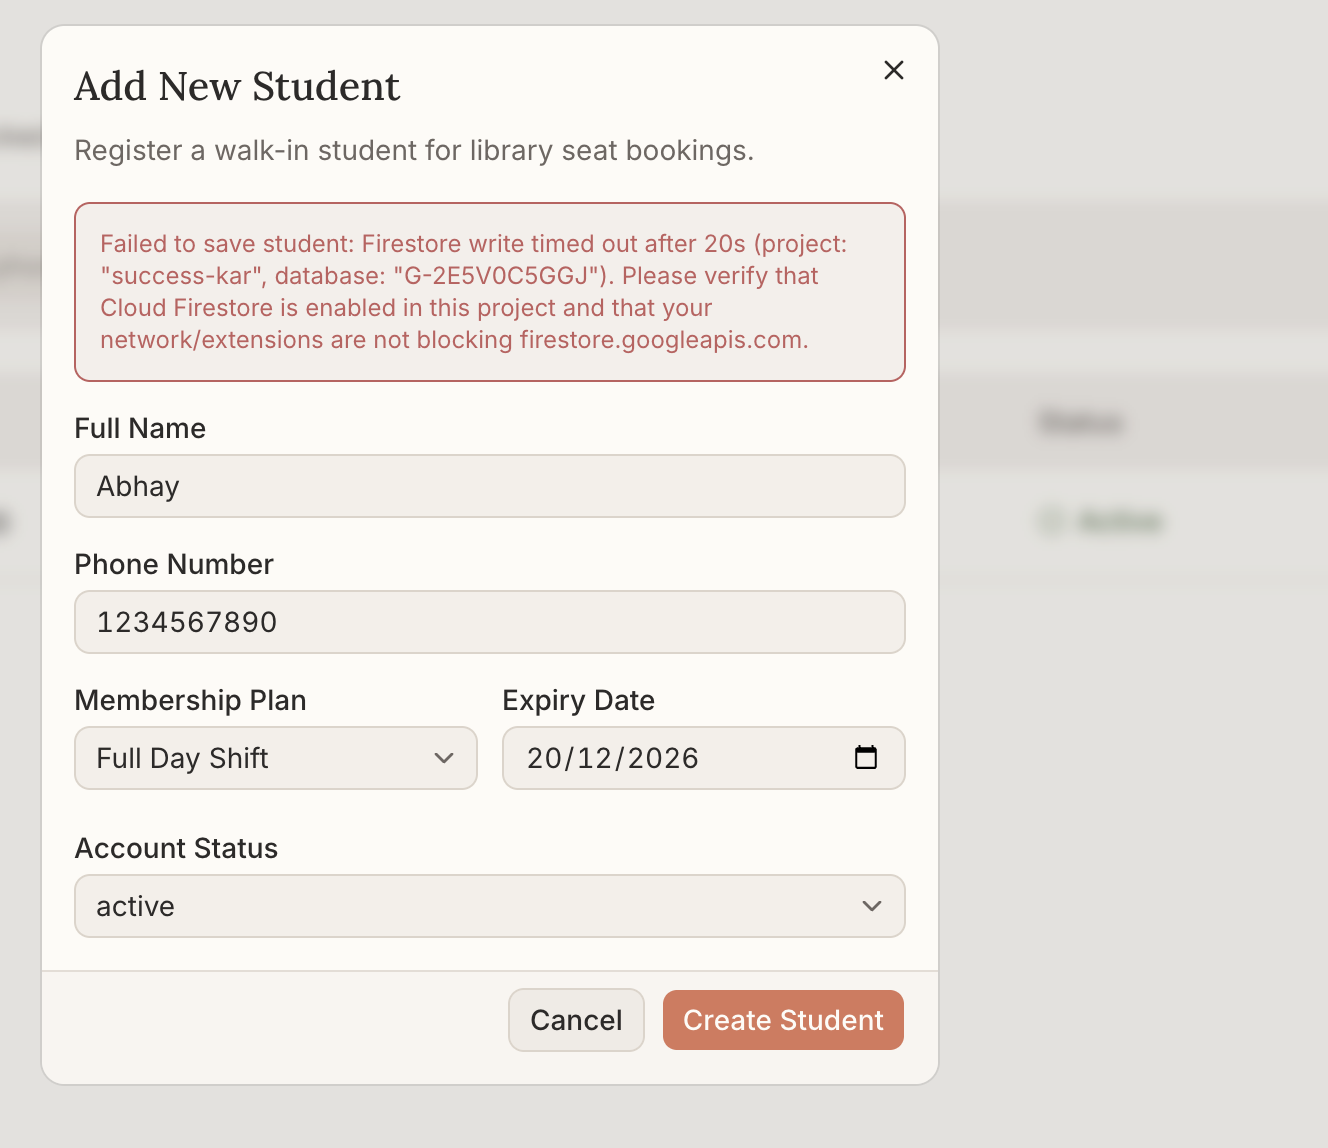 Add New Student
Register a walk-in student for library seat bookings.
Failed to save student: Firestore write timed out after 20s (project:
"success-kar", database: "G-2E5V0C5GGJ"). Please verify that
Cloud Firestore is enabled in this project and that your
network/extensions are not blocking firestore.googleapis.com.
Full Name
Abhay
Phone Number
1234567890
Membership Plan
Expiry Date
Full Day Shift
20/12/2026
Status
Active
Account Status
active
Cancel
Create Student